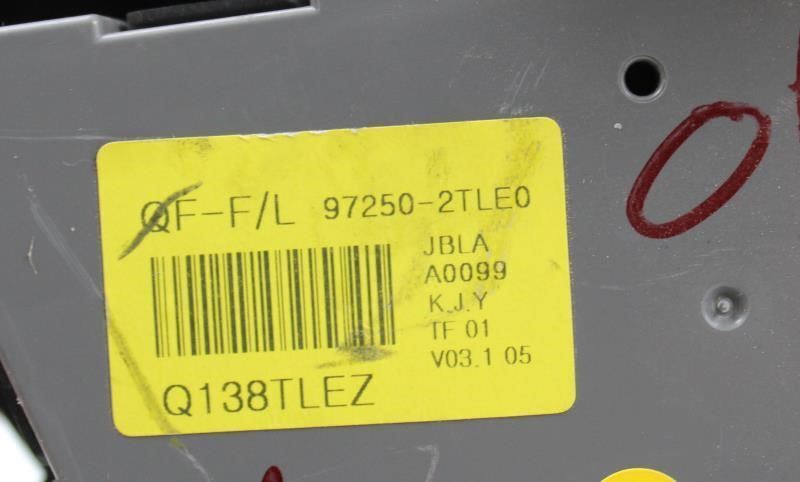 QF-F/L 97250-2TLE0
JBLA
A0099
K.J.Y
TF 01
V03.1 05
Q138TLEZ